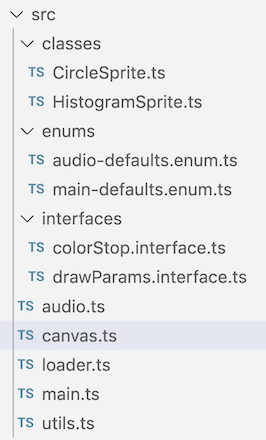 src
classes
TS CircleSprite.ts
TS HistogramSprite.ts
enums
TS audio-defaults.enum.ts
TS main-defaults.enum.ts
interfaces
TS colorStop.interface.ts
TS drawParams.interface.ts
TS audio.ts
TS canvas.ts
TS loader.ts
TS main.ts
TS utils.ts